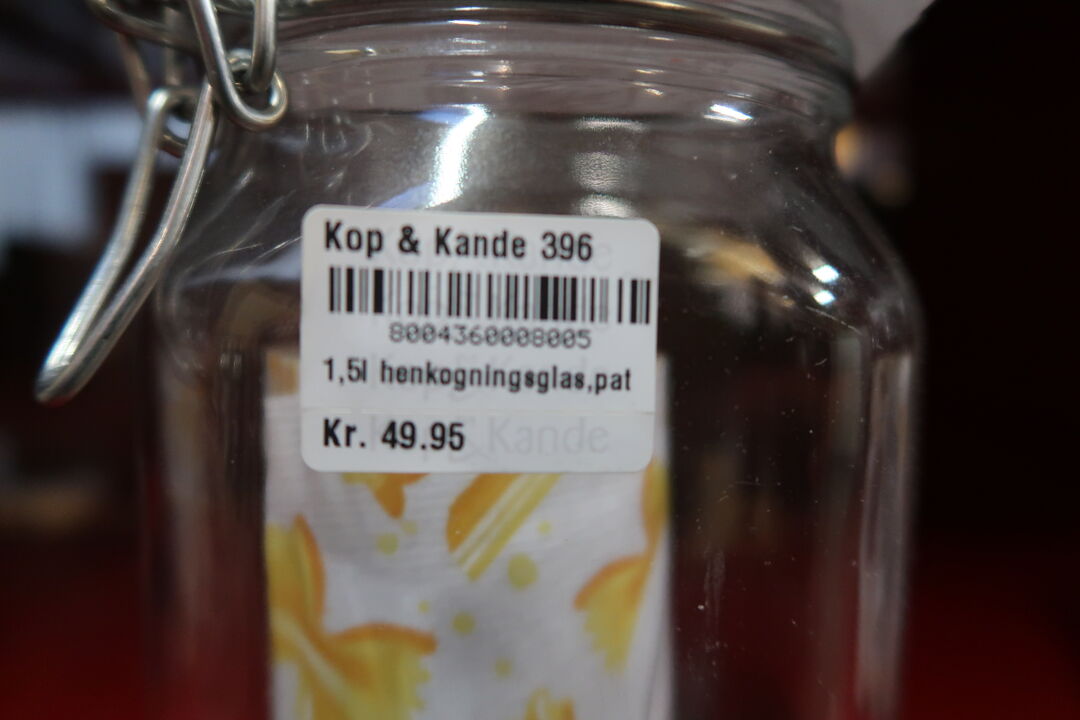 Kop & Kande 396
8004360008005
1,5l henkogningsglas,pat
Kr. 49.95